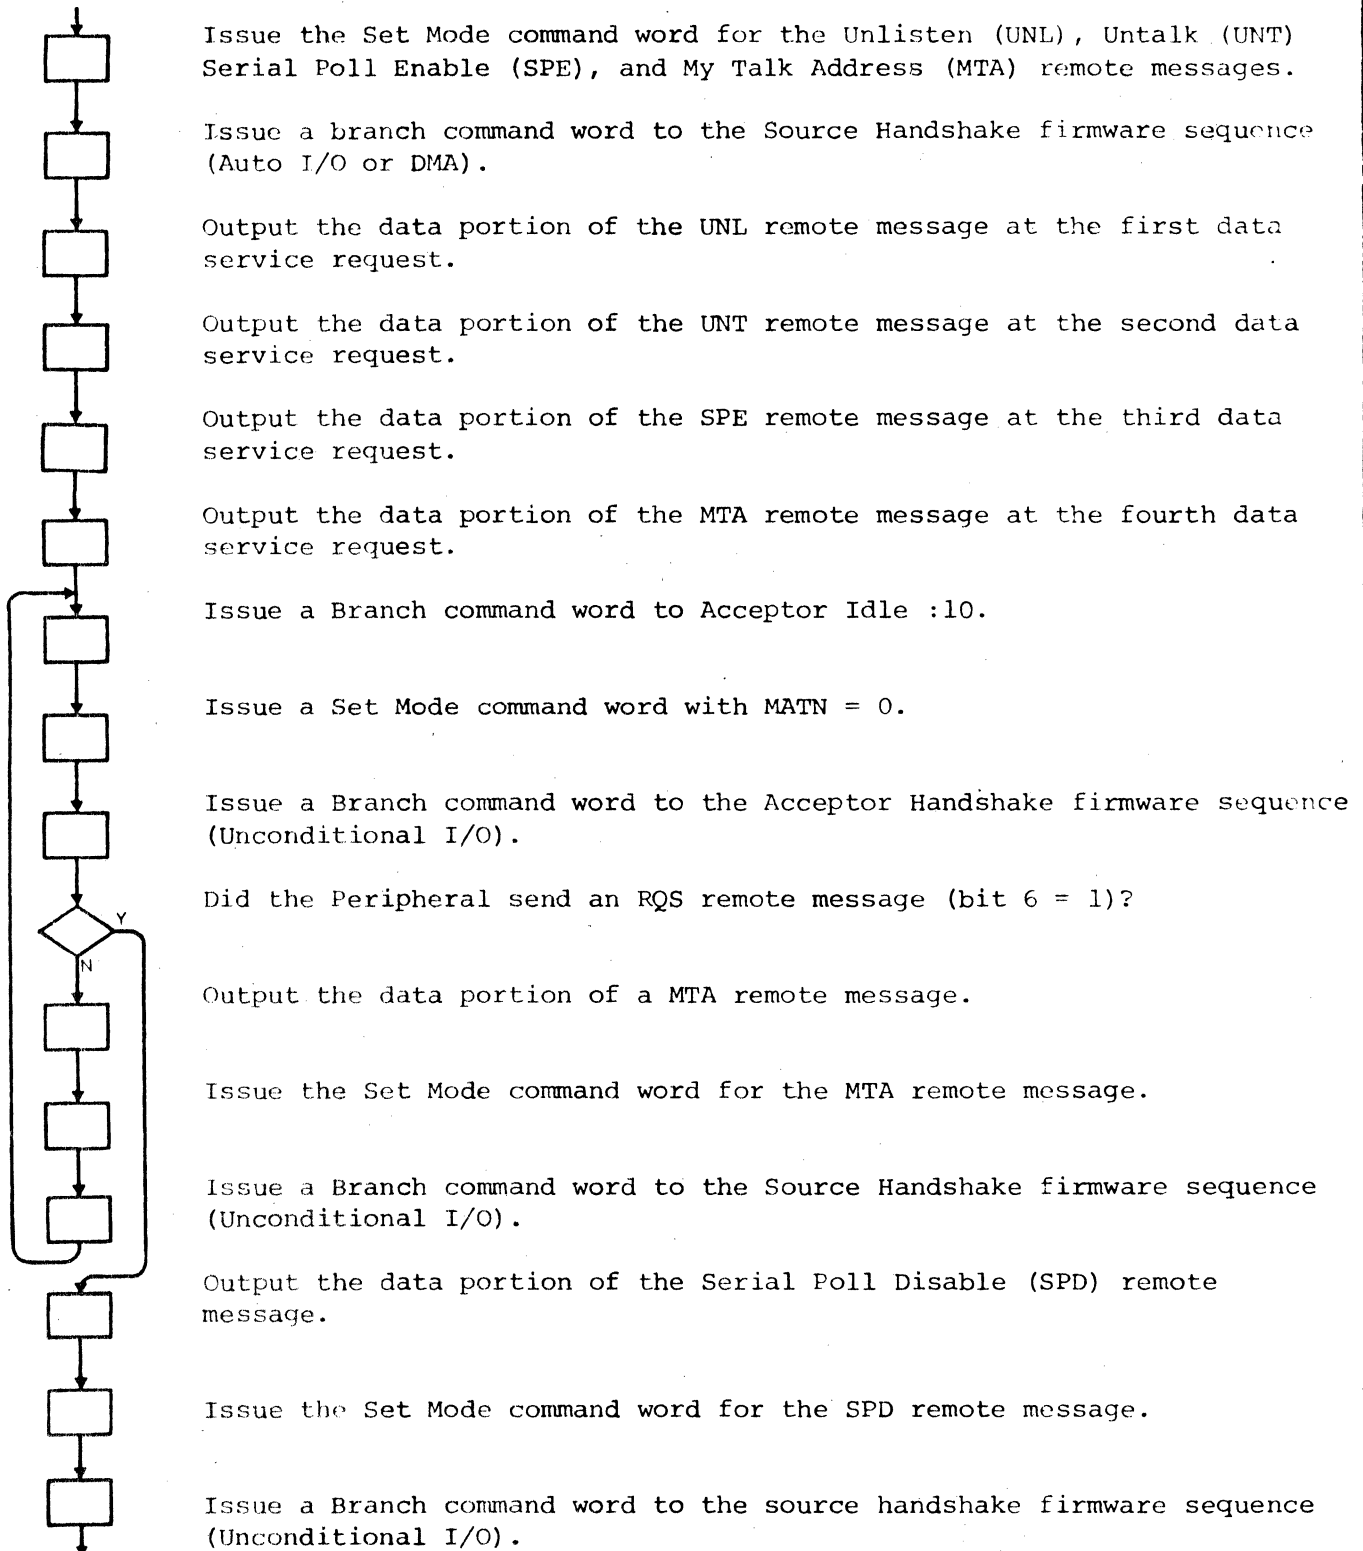 Issue the Set Mode command word for the Unlisten (UNL), Untalk (UNT)
Serial Poll Enable (SPE), and My Talk Address (MTA) remote messages.
Issue a branch command word to the Source Handshake firmware sequence
(Auto I/O or DMA).
Output the data portion of the UNL remote message at the first data
service request.
Output the data portion of the UNT remote message at the second data
service request.
Output the data portion of the SPE remote message at the third data
service request.
Output the data portion of the MTA remote message at the fourth data
service request.
Issue a Branch command word to Acceptor Idle :10.
Issue a Set Mode command word with MATN = 0.
Issue a Branch command word to the Acceptor Handshake firmware sequence
(Unconditional I/O).
Did the Peripheral send an RQS remote message (bit 6 = 1)?
Y
N
Output the data portion of a MTA remote message.
Issue the Set Mode command word for the MTA remote message.
Issue a Branch command word to the Source Handshake firmware sequence
(Unconditional I/O).
Output the data portion of the Serial Poll Disable (SPD) remote
message.
Issue the Set Mode command word for the SPD remote message.
Issue a Branch command word to the source handshake firmware sequence
(Unconditional I/O).